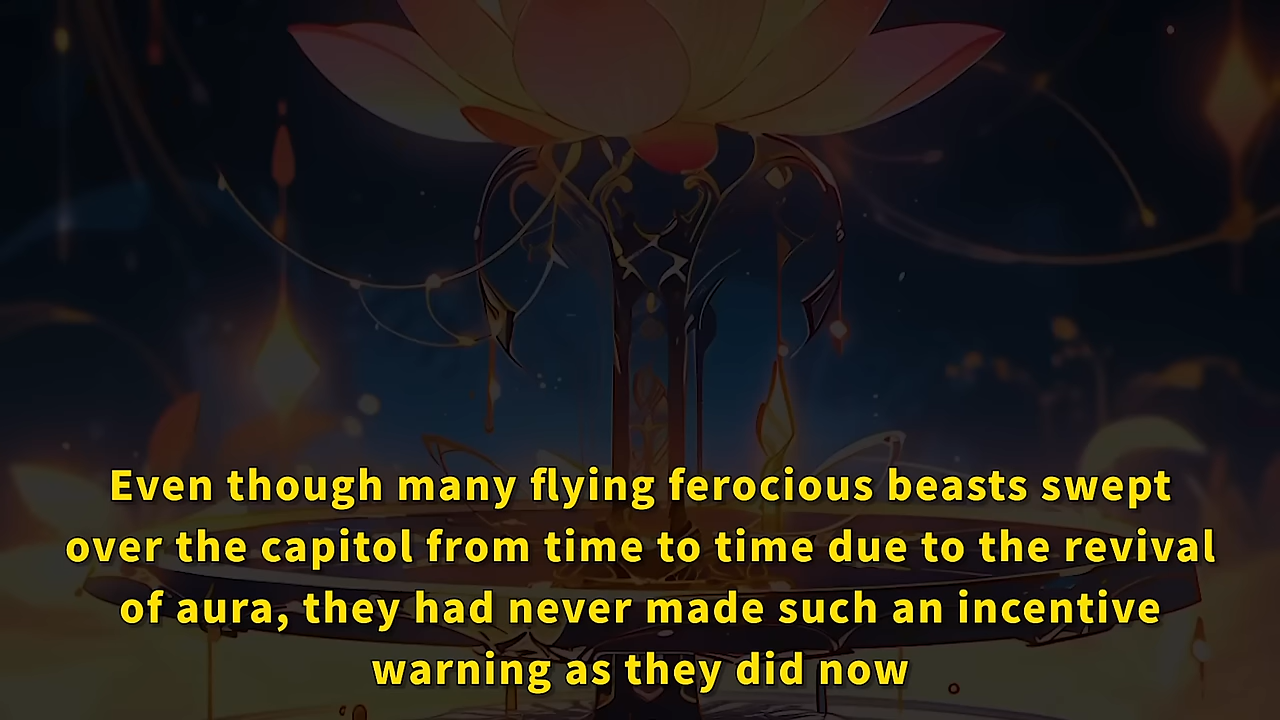 Even though many flying ferocious beasts swept
over the capitol from time to time due to the revival
of aura, they had never made such an incentive
warning as they did now